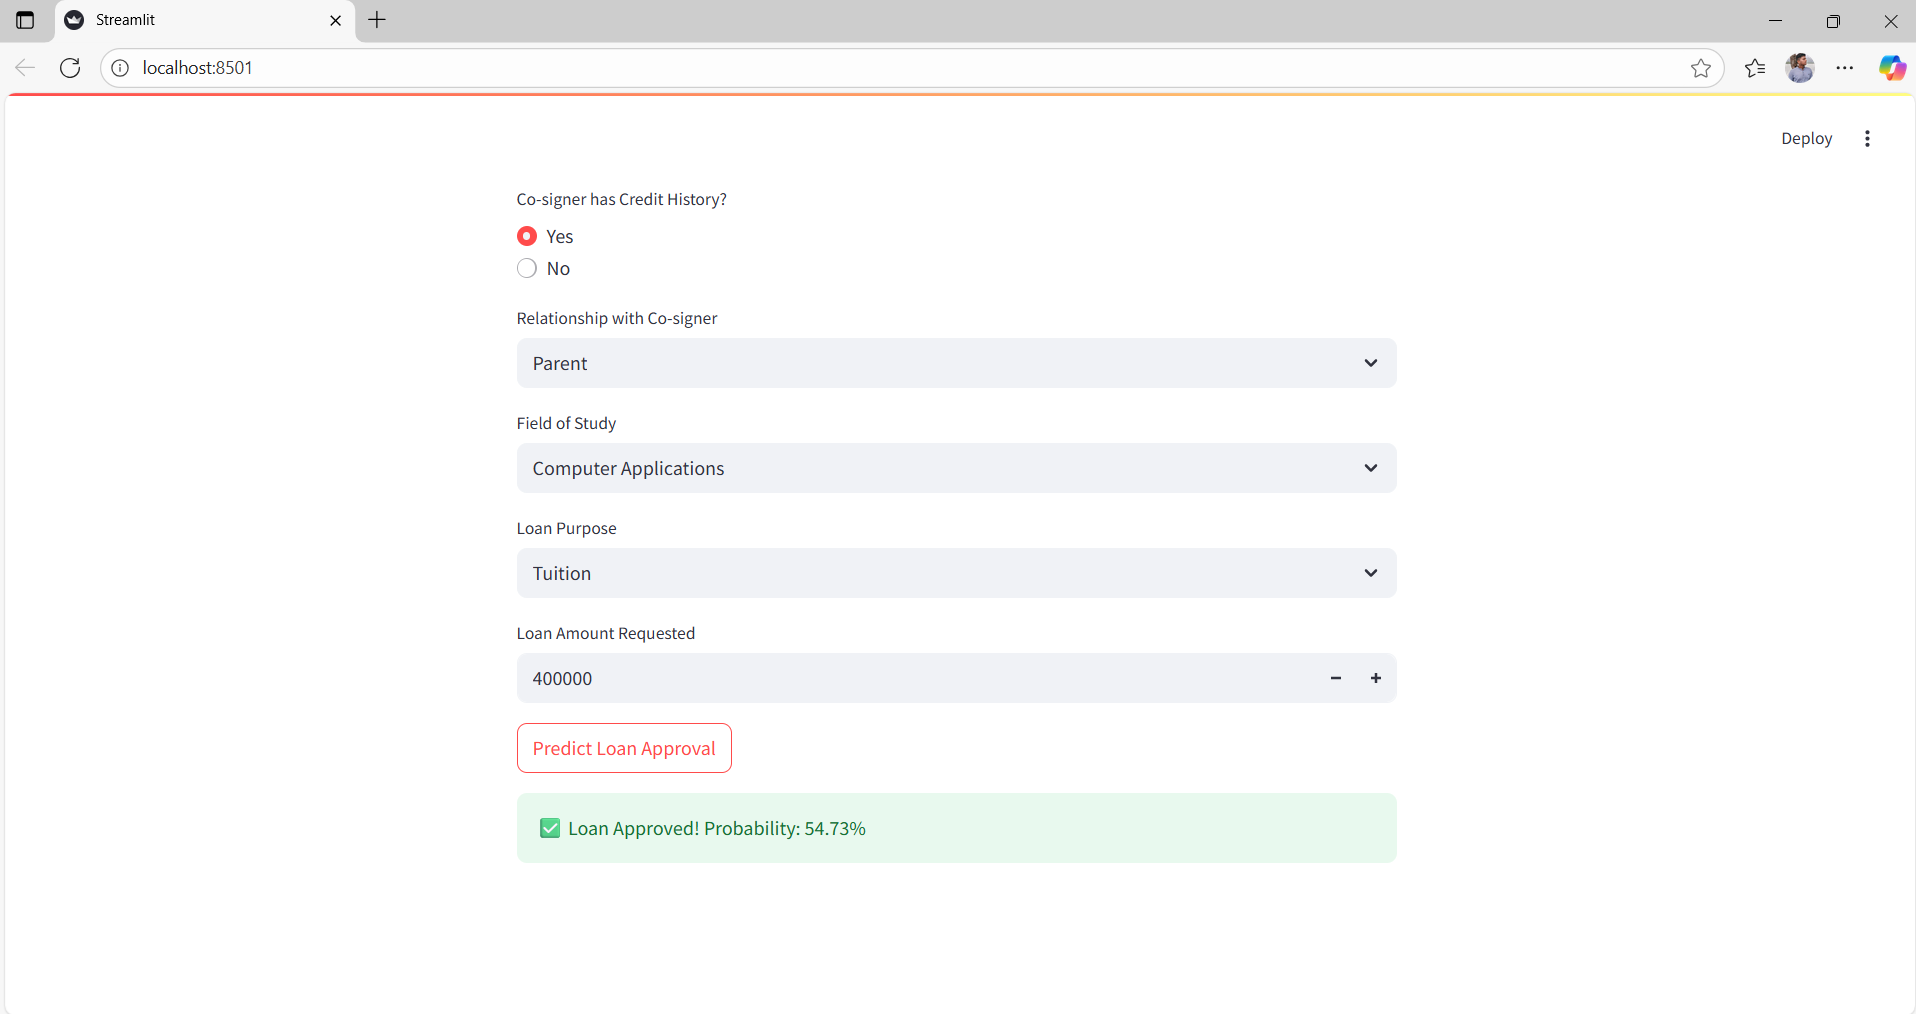 Streamlit
localhost:8501
Deploy
Co-signer has Credit History?
Yes
No
Relationship with Co-signer
Parent
Field of Study
Computer Applications
Loan Purpose
Tuition
Loan Amount Requested
400000
Predict Loan Approval
✅ Loan Approved! Probability: 54.73%